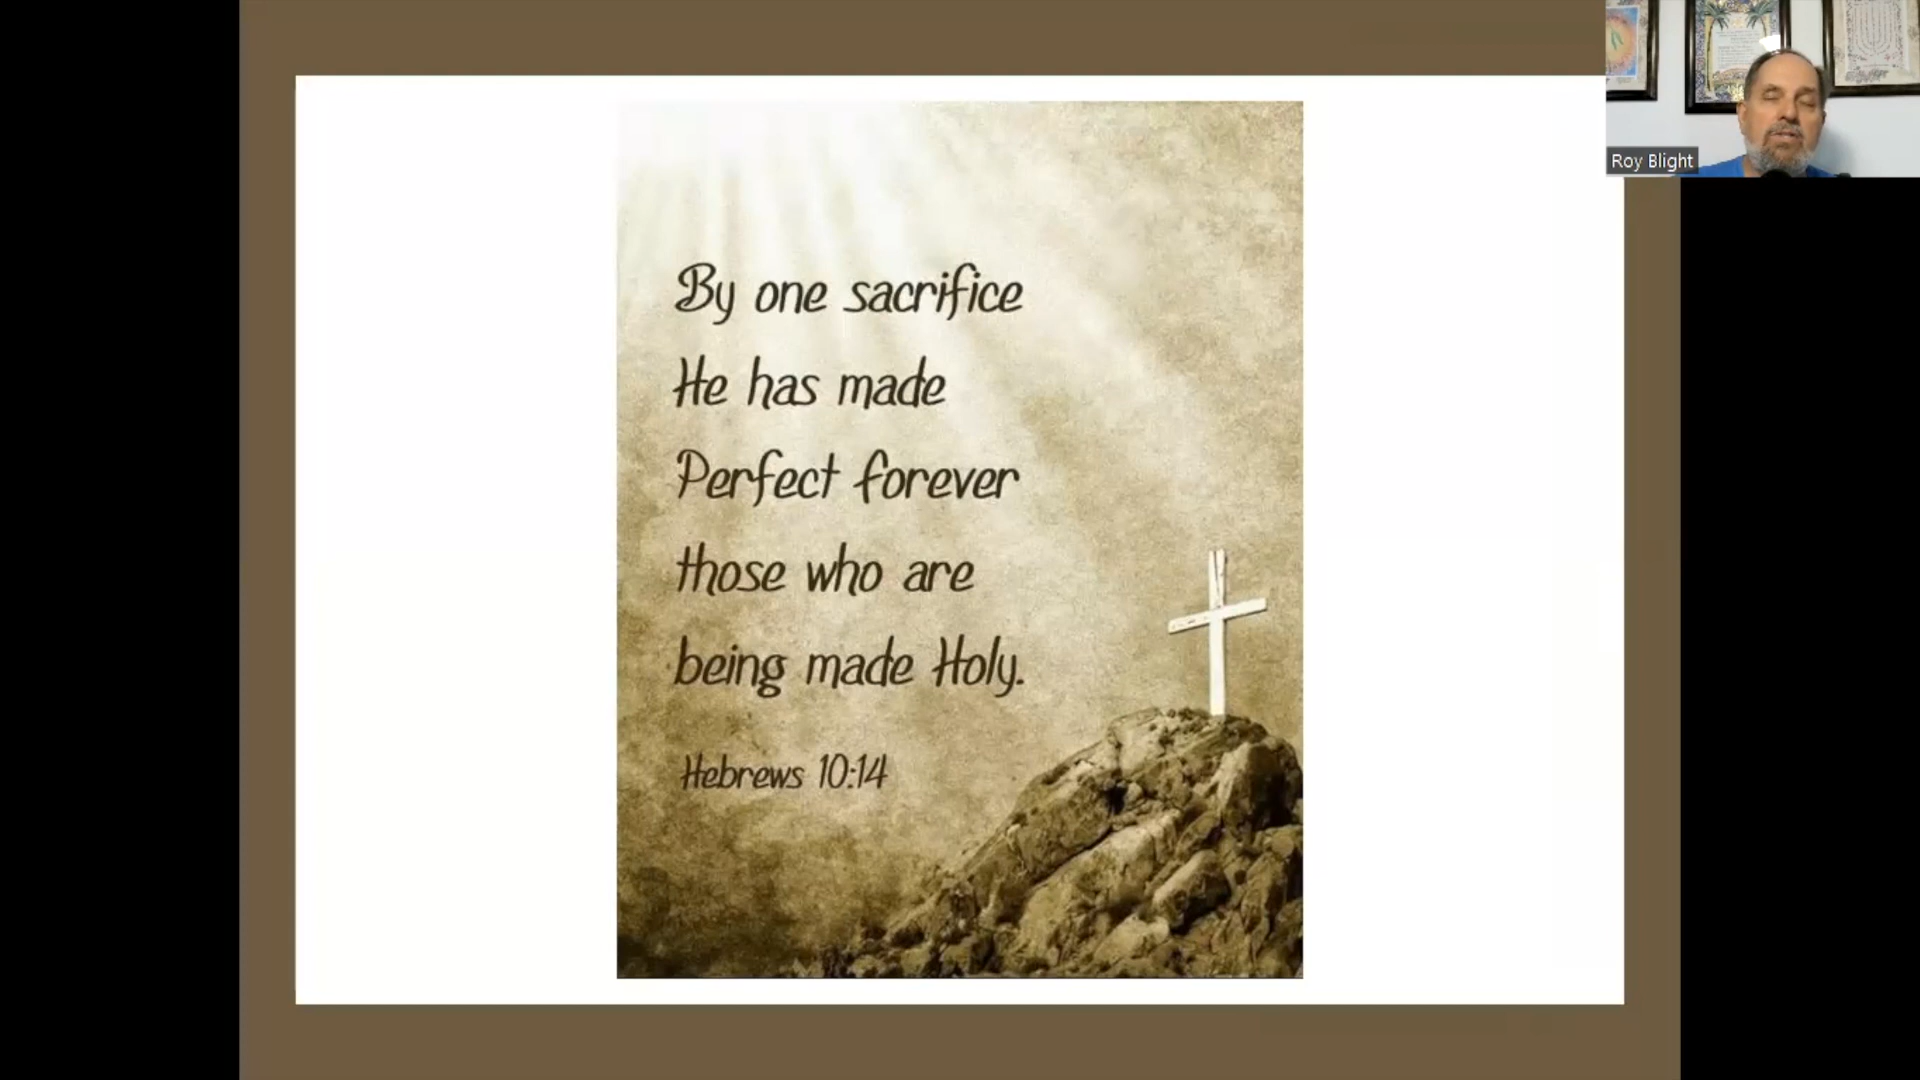 By one sacrifice
He has made
Perfect forever
those who are
being made Holy.
Hebrews 10:14
Roy Blight